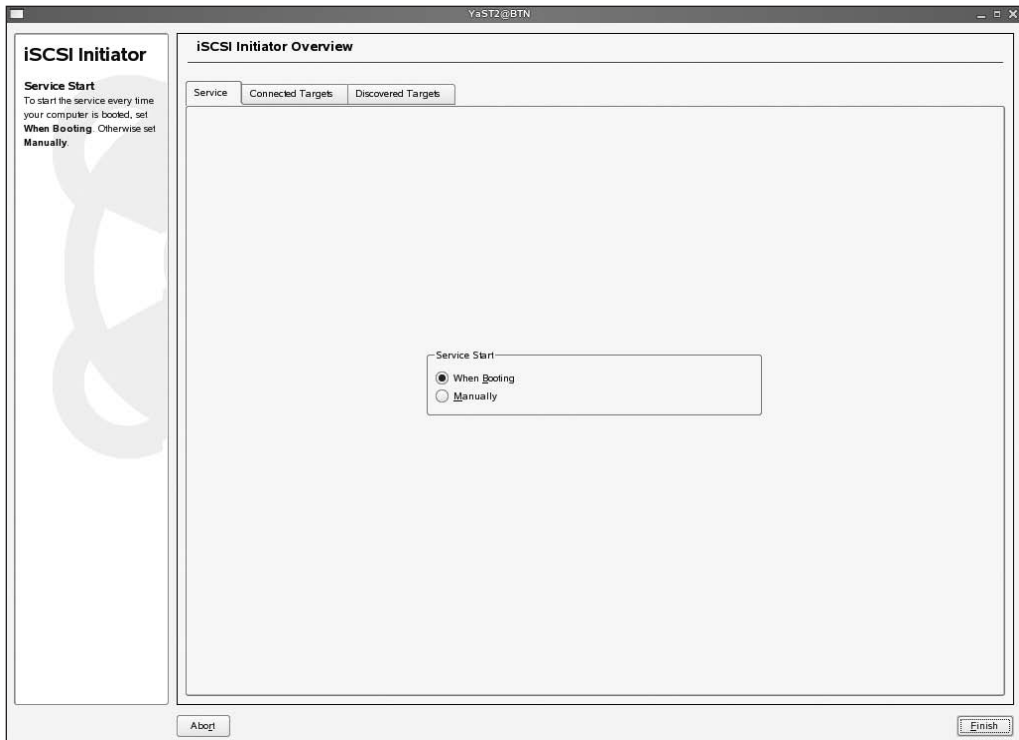 YaST2@BTN
iSCSI Initiator
Service Start
To start the service every time
your computer is booted, set
When Booting. Otherwise set
Manually.
iSCSI Initiator Overview
Service
Connected Targets
Discovered Targets
Service Start
When Booting
Manually
Abort
Finish